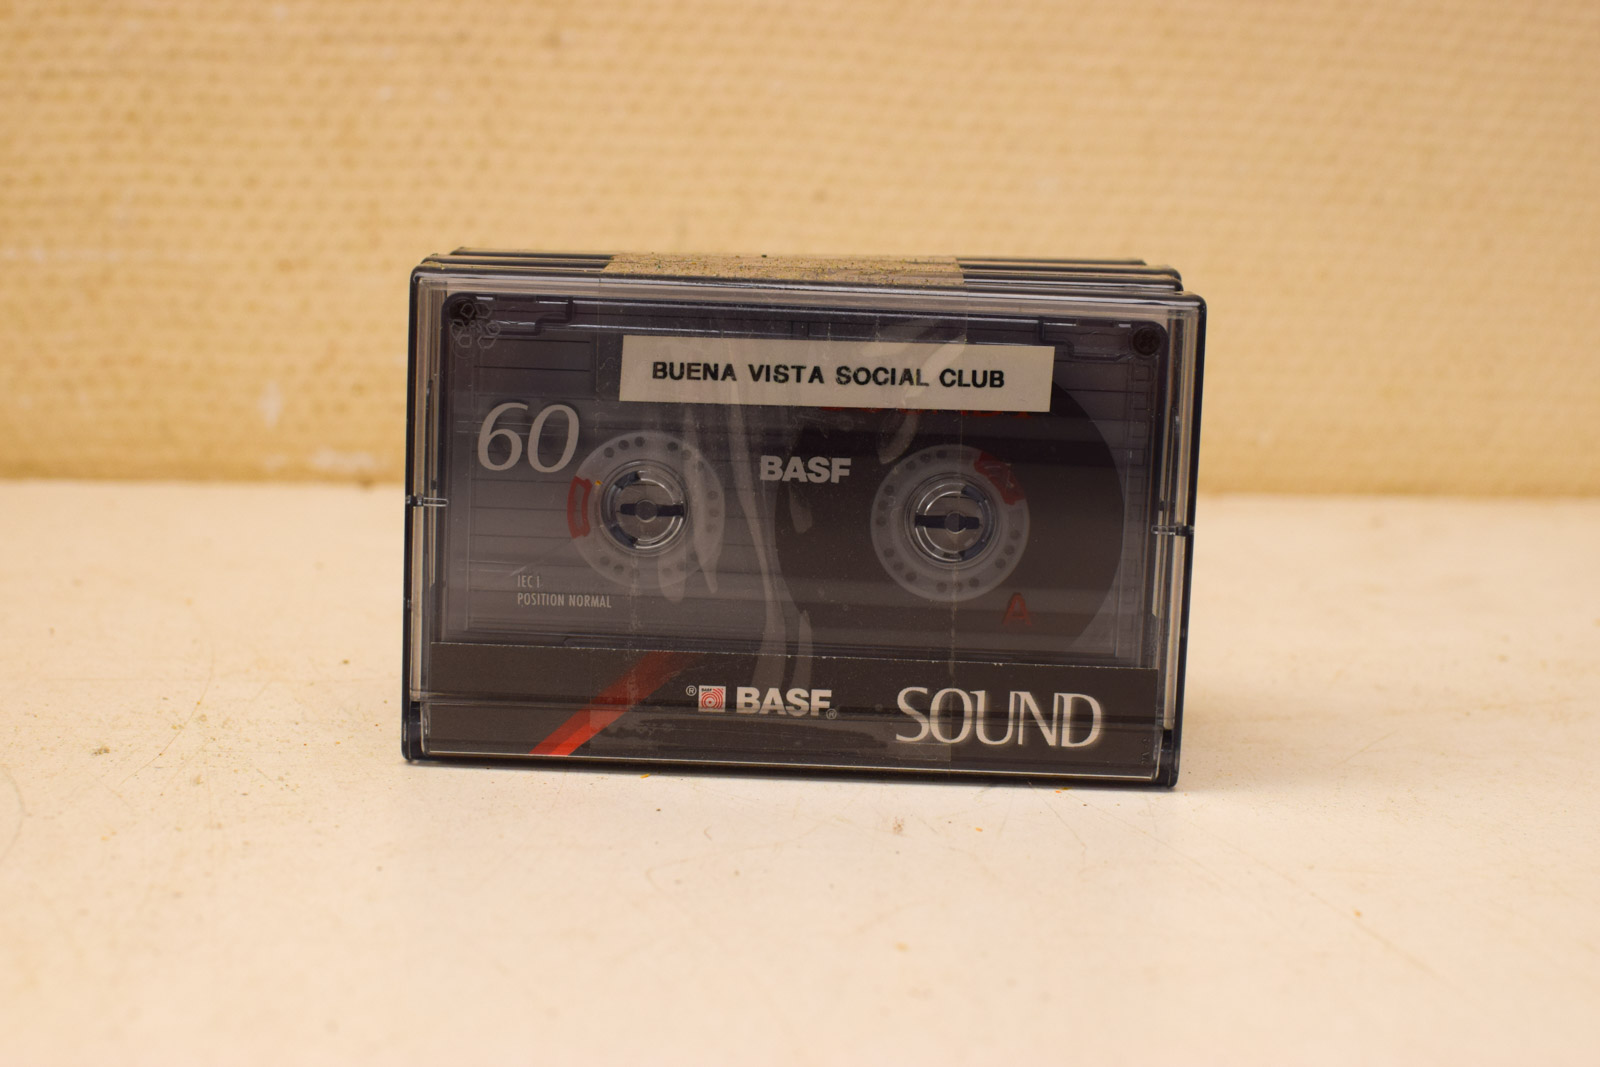 BUENA VISTA SOCIAL CLUB
60
BASF
IEC I
POSITION NORMAL
A
® BASF ®
SOUND